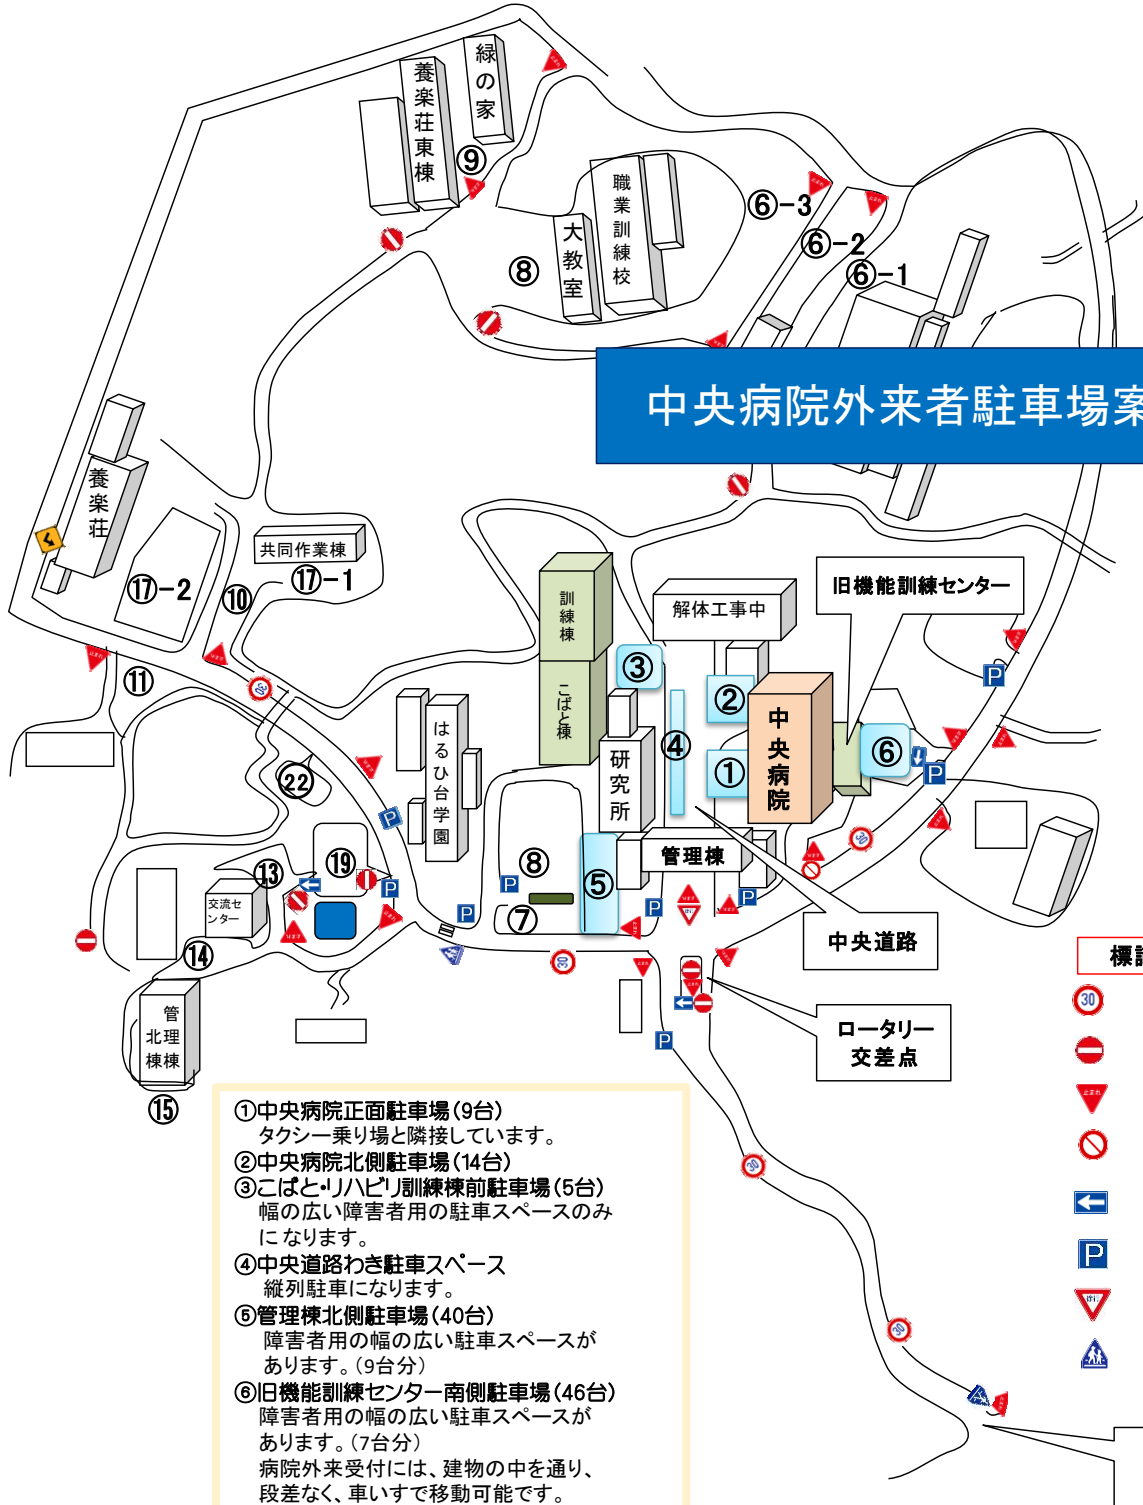 緑の家
養楽荘東棟
⑨
職業訓練校
大教室
⑧
⑥-3
⑥-2
⑥-1
中央病院外来者駐車場案
養楽荘
⑰-2
⑩
共同作業棟
⑰-1
⑪
30
訓練棟
こばと棟
解体工事中
旧機能訓練センター
③
②
④
①
中央病院
⑥
P
P
はるひ台学園
研究所
管理棟
㉒
P
⑲
⑬
交流センター
⑭
P
⑧
P
⑦
P
⑤
P
P
30
30
中央道路
ロータリー
交差点
P
管理棟
北棟
⑮
標識
30
止まれ
P
30
30
①中央病院正面駐車場(9台)
タクシー乗り場と隣接しています。
②中央病院北側駐車場(14台)
③こばと・リハビリ訓練棟前駐車場(5台)
幅の広い障害者用の駐車スペースのみ
になります。
④中央道路わき駐車スペース
縦列駐車になります。
⑤管理棟北側駐車場(40台)
障害者用の幅の広い駐車スペースが
あります。(9台分)
⑥旧機能訓練センター南側駐車場(46台)
障害者用の幅の広い駐車スペースが
あります。(7台分)
病院外来受付には、建物の中を通り、
段差なく、車いすで移動可能です。